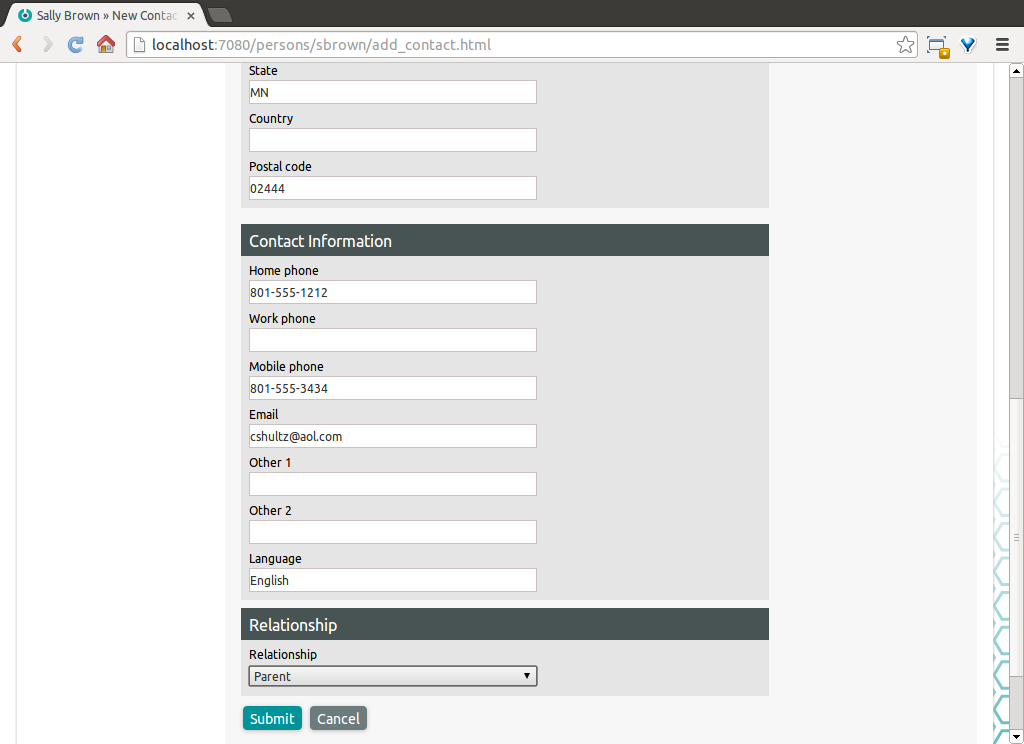 Sally Brown » New Conta
localhost:7080/persons/sbrown/add_contact.html
State
MN
Country
Postal code
02444
Contact Information
Home phone
801-555-1212
Work phone
Mobile phone
801-555-3434
Email
cshultz@aol.com
Other 1
Other 2
Language
English
Relationship
Relationship
Parent
Submit Cancel